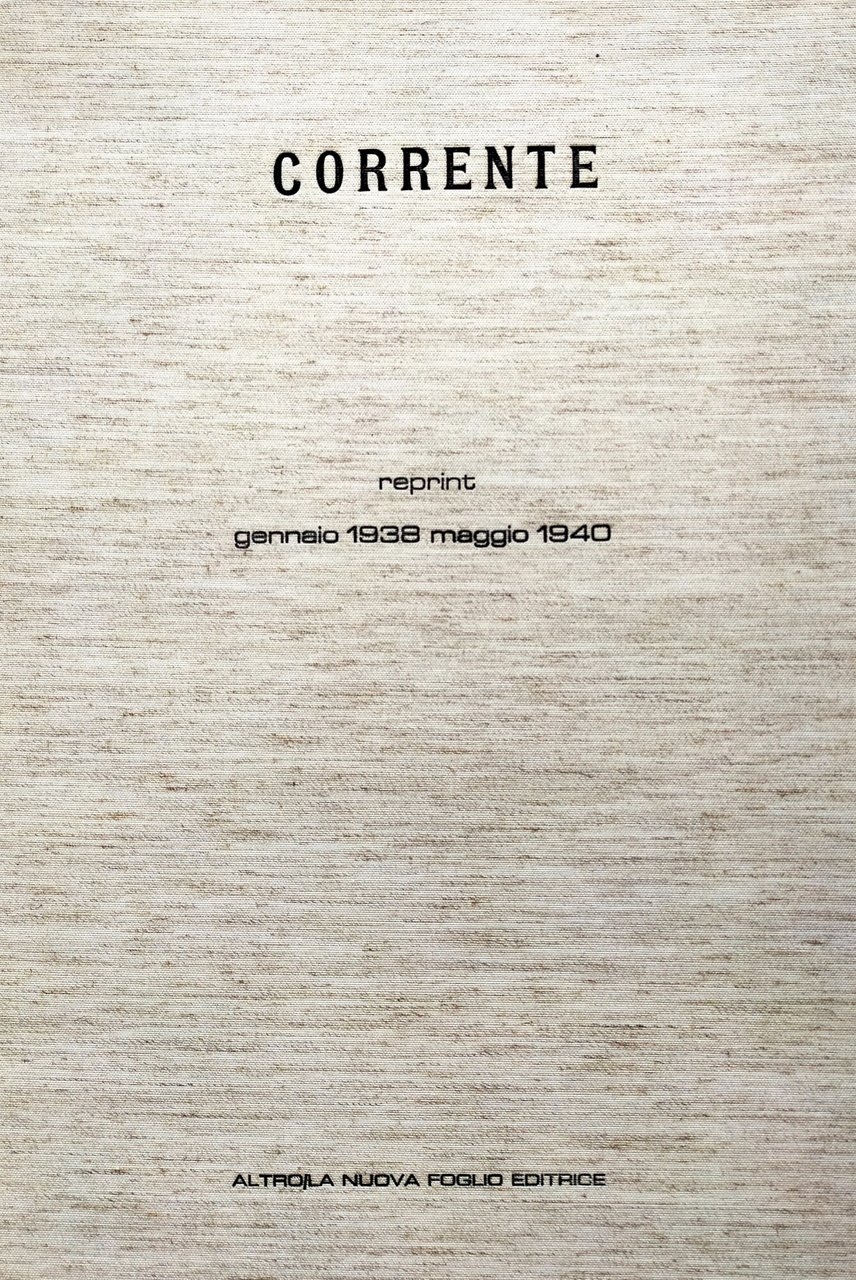 CORRENTE
reprint
gennaio 1938 maggio 1940
ALTRO/LA NUOVA FOGLIO EDITRICE